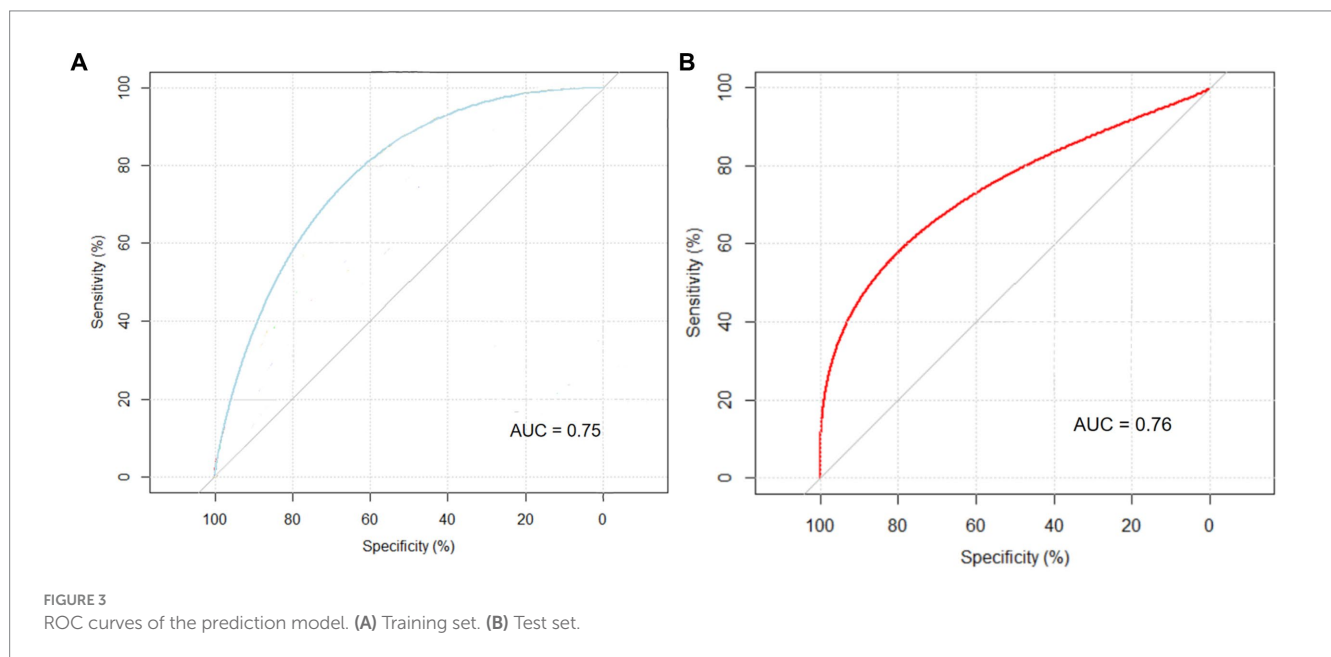 A
Sensitivity (%)
100
80
60
40
20
0
100 80 60 40 20 0
Specificity (%)
AUC = 0.75
B
Sensitivity (%)
100
80
60
40
20
0
100 80 60 40 20 0
Specificity (%)
AUC = 0.76
FIGURE 3
ROC curves of the prediction model. (A) Training set. (B) Test set.